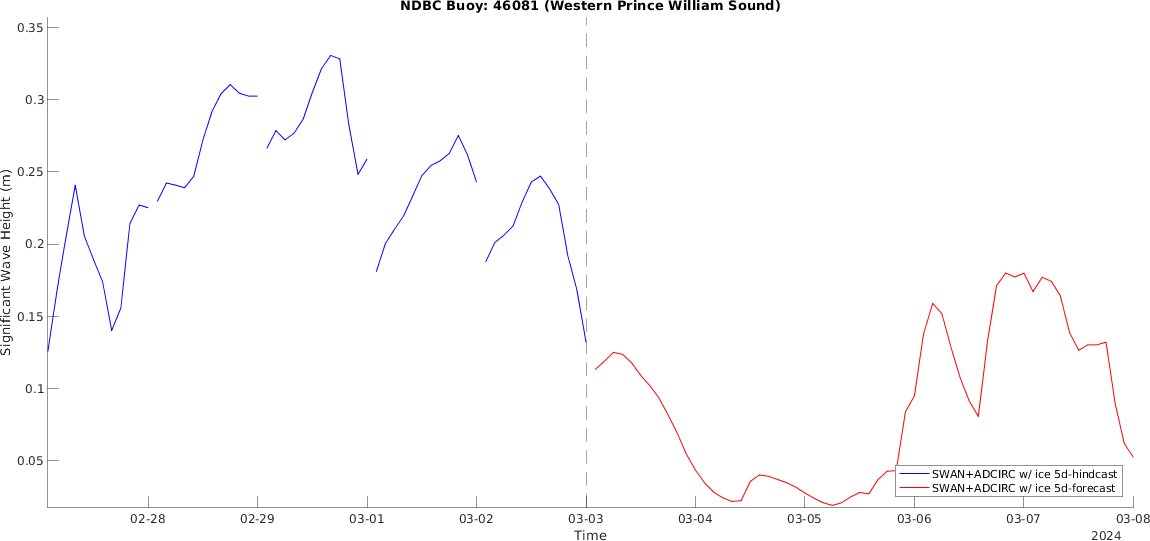 NDBC Buoy: 46081 (Western Prince William Sound)
0.35
0.3
0.25
0.2
0.15
0.1
0.05
Significant Wave Height (m)
SWAN+ADCIRC w/ ice 5d-hindcast
SWAN+ADCIRC w/ ice 5d-forecast
02-28 02-29 03-01 03-02 03-03 03-04 03-05 03-06 03-07 03-08
Time
2024